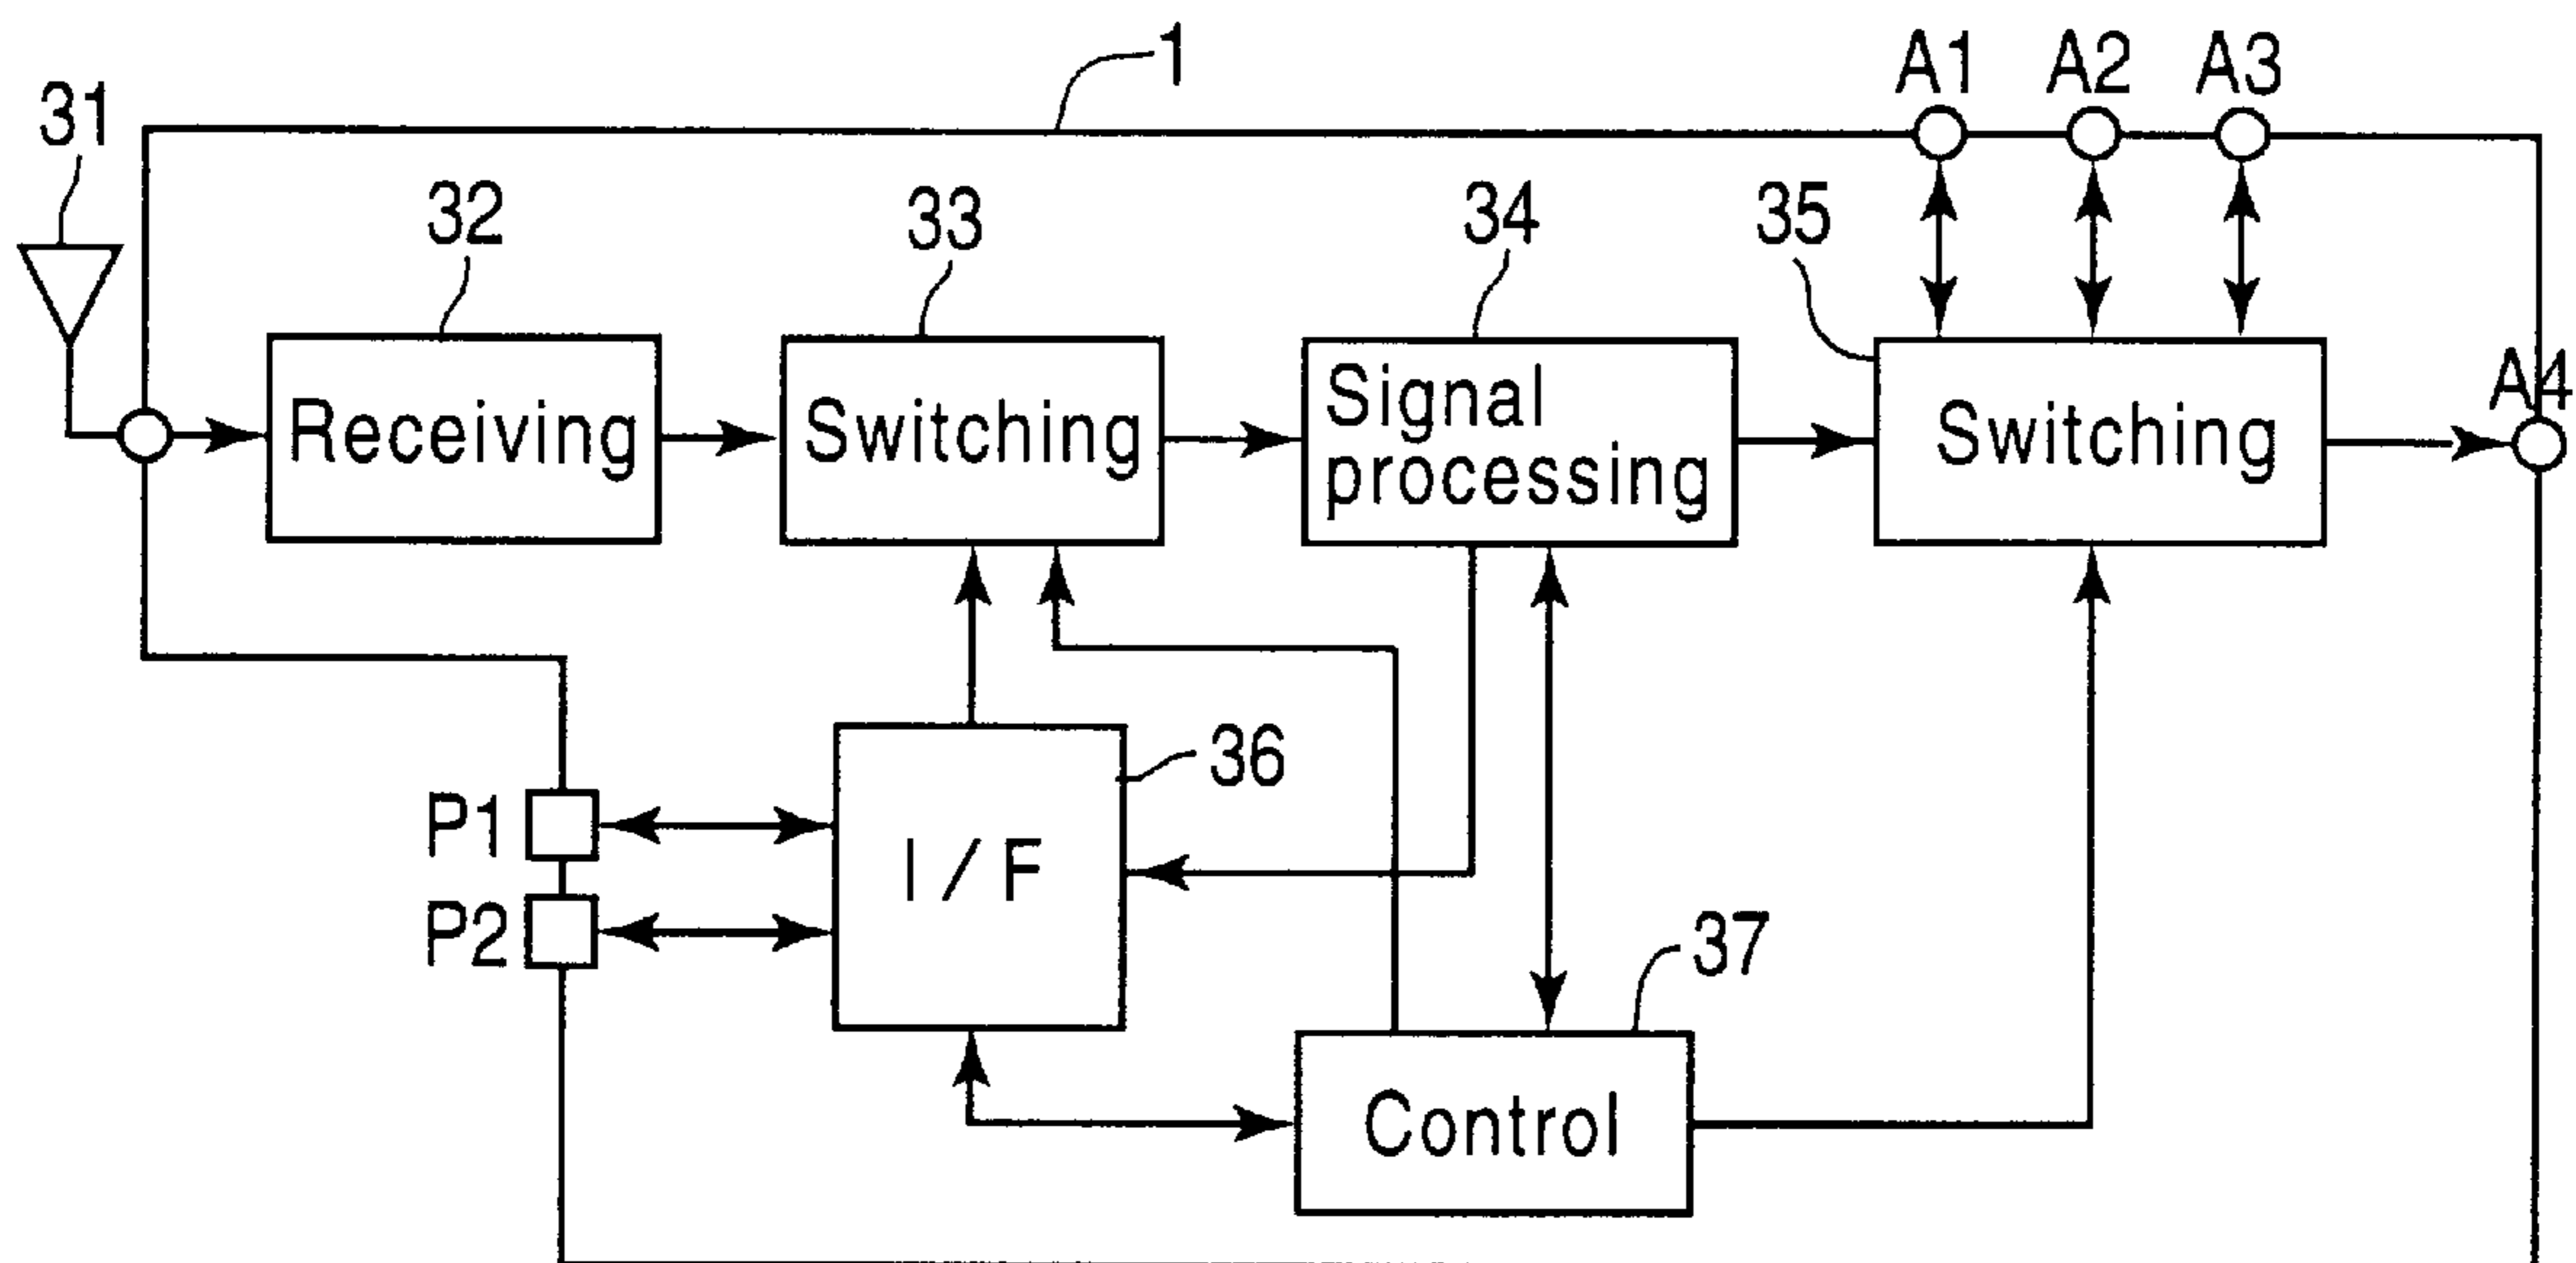 1
A1 A2 A3
31
32
33
34
35
A4
Receiving
Switching
Signal
processing
Switching
36
P1
I/F
P2
37
Control